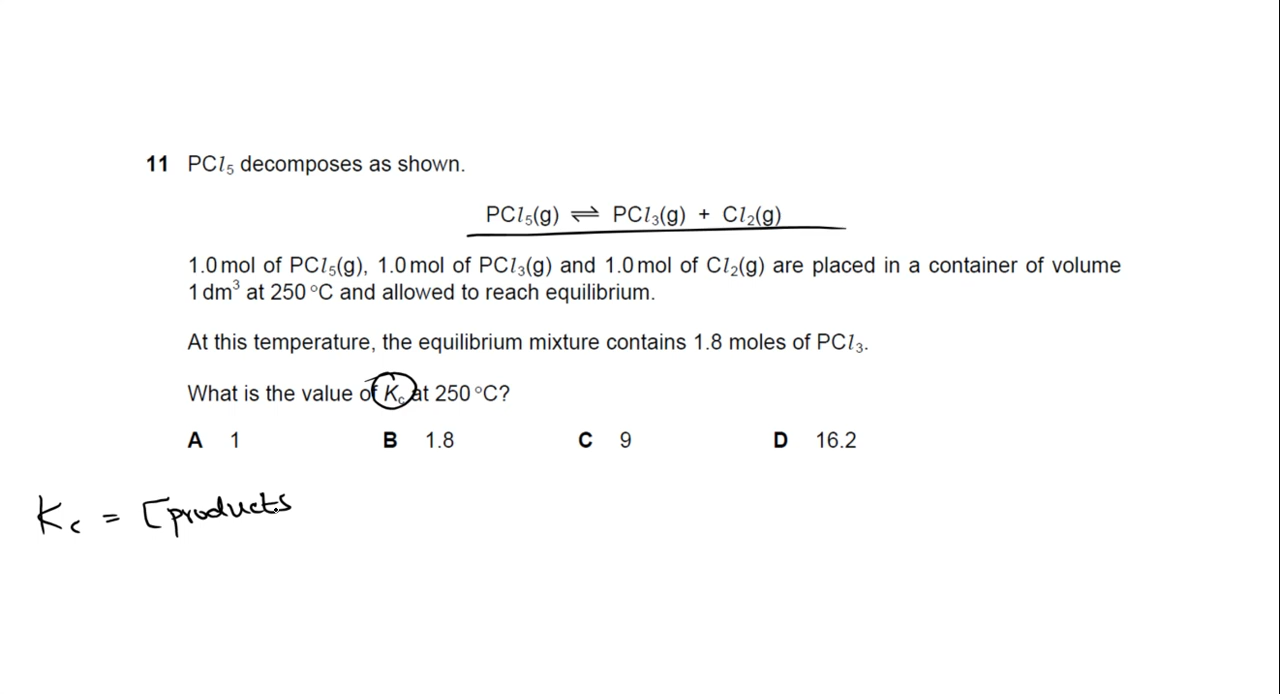 11 PCl₅ decomposes as shown.
PCl₅(g) ⇌ PCl₃(g) + Cl₂(g)
1.0 mol of PCl₅(g), 1.0 mol of PCl₃(g) and 1.0 mol of Cl₂(g) are placed in a container of volume
1 dm³ at 250 °C and allowed to reach equilibrium.
At this temperature, the equilibrium mixture contains 1.8 moles of PCl₃.
What is the value of K꜀ at 250 °C?
A 1 B 1.8 C 9 D 16.2
K꜀ = [products